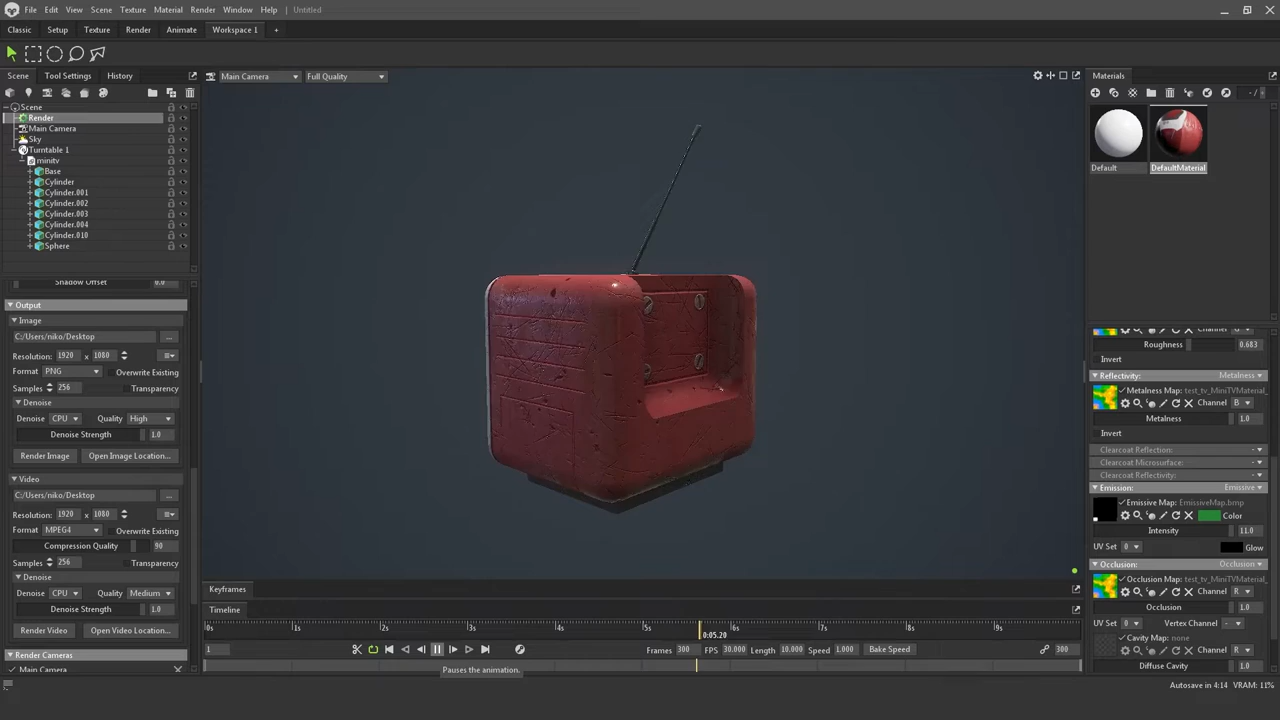 File Edit View Scene Texture Material Render Window Help Untitled
Classic Setup Texture Render Animate Workspace 1 +
Scene Tool Settings History
Main Camera Full Quality
Materials
Scene
Render
Main Camera
Sky
Turntable 1
minitv
Base
Cylinder
Cylinder.001
Cylinder.002
Cylinder.003
Cylinder.004
Cylinder.010
Sphere
Shadow Offset 0.0
Output
Image
C:/Users/niko/Desktop ...
Resolution: 1920 x 1080
Format PNG Overwrite Existing
Samples 256 Transparency
Denoise
Denoise CPU Quality High
Denoise Strength 1.0
Render Image Open Image Location...
Video
C:/Users/niko/Desktop ...
Resolution: 1920 x 1080
Format MPEG4 Overwrite Existing
Compression Quality 90
Samples 256 Transparency
Denoise
Denoise CPU Quality Medium
Denoise Strength 1.0
Render Video Open Video Location...
Render Cameras
Main Camera
Default DefaultMaterial
Roughness 0.683
Invert
Reflectivity: Metalness
Metalness Map: test_tv_MiniTVMaterial_
Channel B
Metalness 1.0
Invert
Clearcoat Reflection:
Clearcoat Microsurface:
Clearcoat Reflectivity:
Emission: Emissive
Emissive Map: EmissiveMap.bmp
Color
Intensity 11.0
UV Set 0 Glow
Occlusion: Occlusion
Occlusion Map: test_tv_MiniTVMaterial_
Channel R
Occlusion 1.0
UV Set 0 Vertex Channel -
Cavity Map: none
Channel R
Diffuse Cavity 1.0
Keyframes
Timeline
0s 1s 2s 3s 4s 5s 6s 7s 8s 9s
0:05.20
1 Frames 300 FPS 30.000 Length 10.000 Speed 1.000 Bake Speed 300
Pauses the animation.
Autosave in 4:14 VRAM: 11%